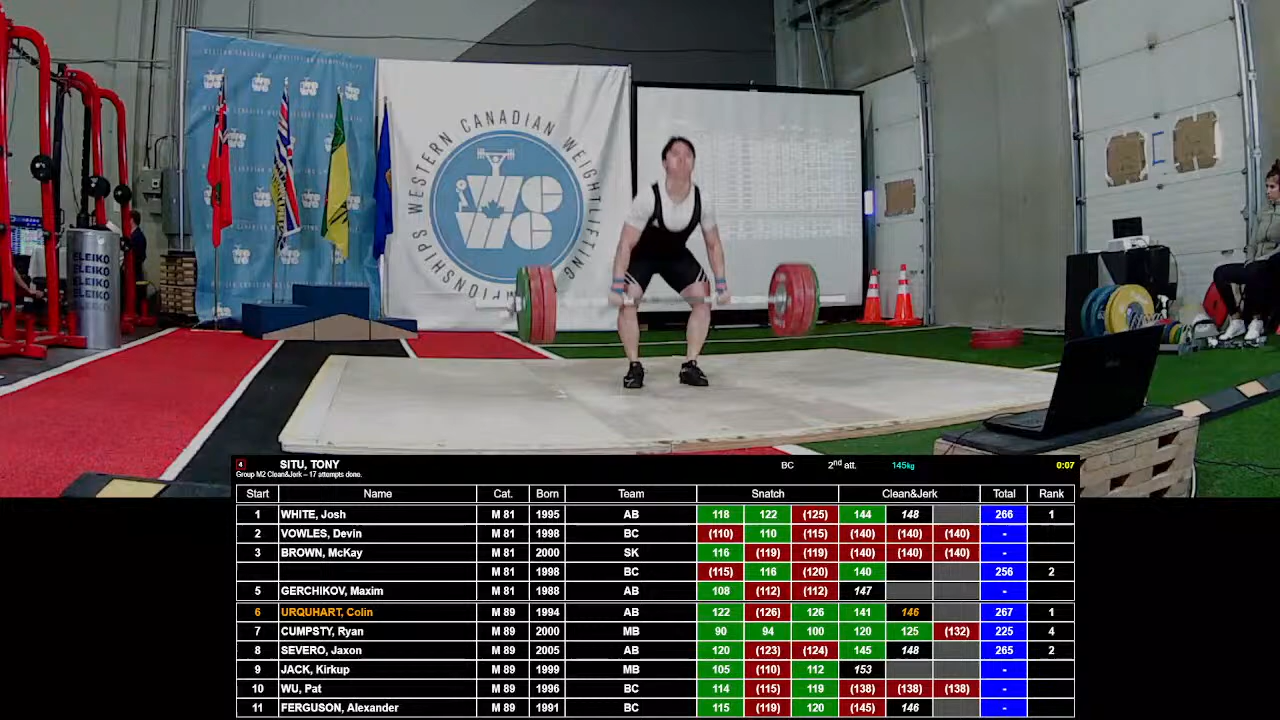 WESTERN CANADIAN WEIGHTLIFTING
WC
WC
ELEIKO
ELEIKO
ELEIKO
ELEIKO
C
4 SITU, TONY BC 2nd att. 145kg 0:07
Group M2 Clean&Jerk – 17 attempts done.
Start Name Cat. Born Team Snatch Clean&Jerk Total Rank
1 WHITE, Josh M 81 1995 AB 118 122 (125) 144 148 266 1
2 VOWLES, Devin M 81 1998 BC (110) 110 (115) (140) (140) (140) -
3 BROWN, McKay M 81 2000 SK 116 (119) (119) (140) (140) (140) -
M 81 1998 BC (115) 116 (120) 140 256 2
5 GERCHIKOV, Maxim M 81 1988 AB 108 (112) (112) 147 -
6 URQUHART, Colin M 89 1994 AB 122 (126) 126 141 146 267 1
7 CUMPSTY, Ryan M 89 2000 MB 90 94 100 120 125 (132) 225 4
8 SEVERO, Jaxon M 89 2005 AB 120 (123) (124) 145 148 265 2
9 JACK, Kirkup M 89 1999 MB 105 (110) 112 153 -
10 WU, Pat M 89 1996 BC 114 (115) 119 (138) (138) (138) -
11 FERGUSON, Alexander M 89 1991 BC 115 (119) 120 (145) 146 -